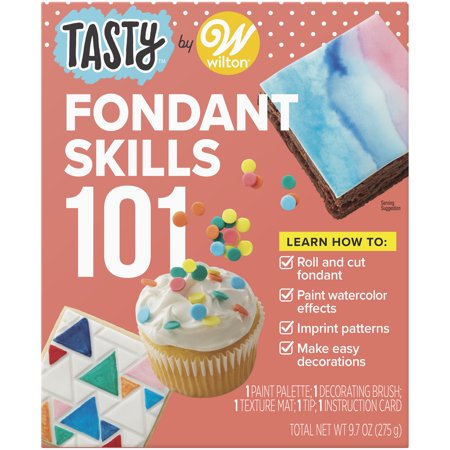 TASTY™ by Wilton®
FONDANT
SKILLS
101
Serving
Suggestion
LEARN HOW TO:
Roll and cut
fondant
Paint watercolor
effects
Imprint patterns
Make easy
decorations
1 PAINT PALETTE; 1 DECORATING BRUSH;
1 TEXTURE MAT; 1 TIP; 1 INSTRUCTION CARD
TOTAL NET WT 9.7 OZ (275 g)